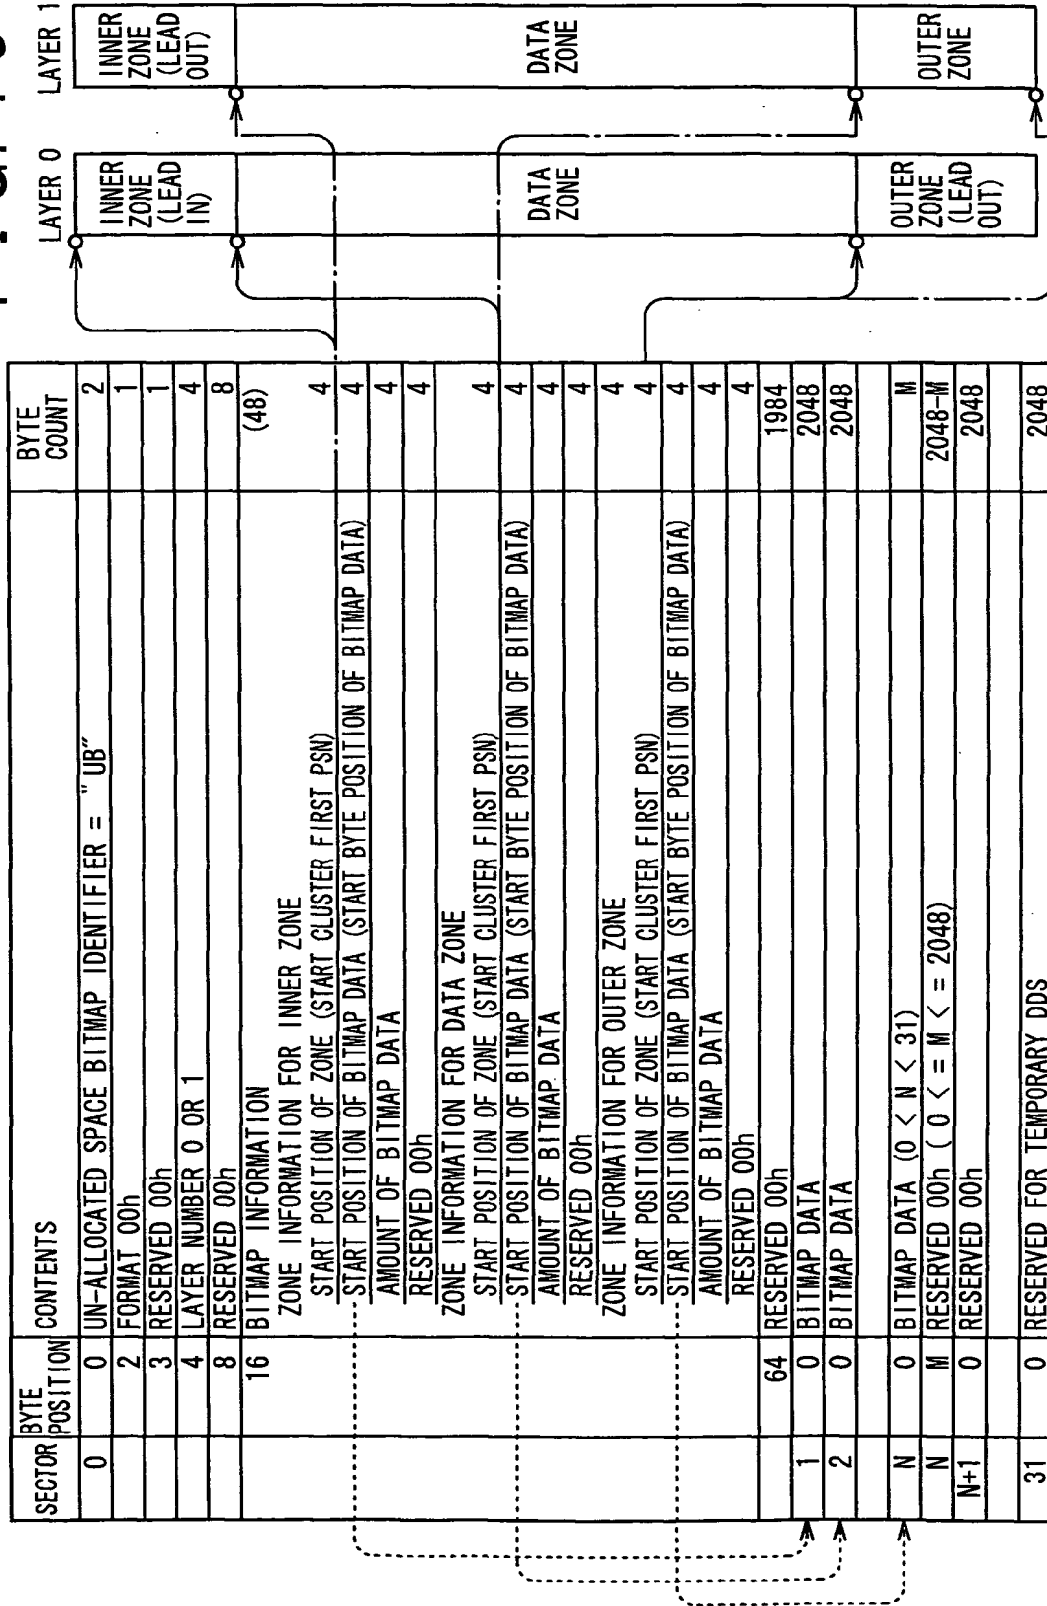 SECTOR BYTE POSITION CONTENTS BYTE COUNT
0 0 UN-ALLOCATED SPACE BITMAP IDENTIFIER = "UB" 2
2 FORMAT 00h 1
3 RESERVED 00h 1
4 LAYER NUMBER 0 OR 1 4
8 RESERVED 00h 8
16 BITMAP INFORMATION (48)
ZONE INFORMATION FOR INNER ZONE
START POSITION OF ZONE (START CLUSTER FIRST PSN) 4
START POSITION OF BITMAP DATA (START BYTE POSITION OF BITMAP DATA) 4
AMOUNT OF BITMAP DATA 4
RESERVED 00h 4
ZONE INFORMATION FOR DATA ZONE
START POSITION OF ZONE (START CLUSTER FIRST PSN) 4
START POSITION OF BITMAP DATA (START BYTE POSITION OF BITMAP DATA) 4
AMOUNT OF BITMAP DATA 4
RESERVED 00h 4
ZONE INFORMATION FOR OUTER ZONE 4
START POSITION OF ZONE (START CLUSTER FIRST PSN) 4
START POSITION OF BITMAP DATA (START BYTE POSITION OF BITMAP DATA) 4
AMOUNT OF BITMAP DATA 4
RESERVED 00h 4
64 RESERVED 00h 1984
1 0 BITMAP DATA 2048
2 0 BITMAP DATA 2048
N 0 BITMAP DATA (0 < N < 31) M
N M RESERVED 00h ( 0 < = M < = 2048) 2048-M
N+1 0 RESERVED 00h 2048
31 0 RESERVED FOR TEMPORARY DDS 2048
LAYER 0
INNER
ZONE
(LEAD
IN)
DATA
ZONE
OUTER
ZONE
(LEAD
OUT)
LAYER 1
INNER
ZONE
(LEAD
OUT)
DATA
ZONE
OUTER
ZONE